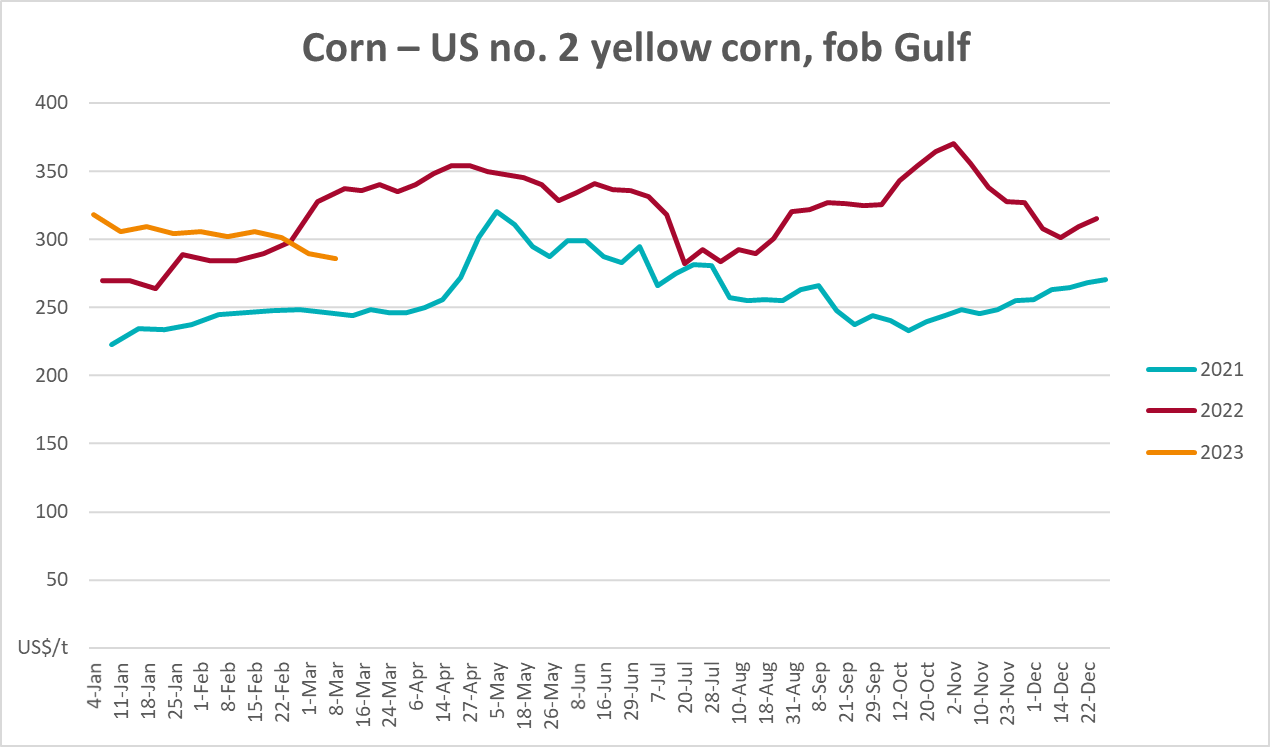 Corn – US no. 2 yellow corn, fob Gulf
400
350
300
250
200
150
100
50
US$/t
4-Jan
11-Jan
18-Jan
25-Jan
1-Feb
8-Feb
15-Feb
22-Feb
1-Mar
8-Mar
16-Mar
24-Mar
6-Apr
14-Apr
27-Apr
5-May
18-May
26-May
8-Jun
16-Jun
29-Jun
7-Jul
20-Jul
28-Jul
10-Aug
18-Aug
31-Aug
8-Sep
21-Sep
29-Sep
12-Oct
20-Oct
2-Nov
10-Nov
23-Nov
1-Dec
14-Dec
22-Dec
2021
2022
2023